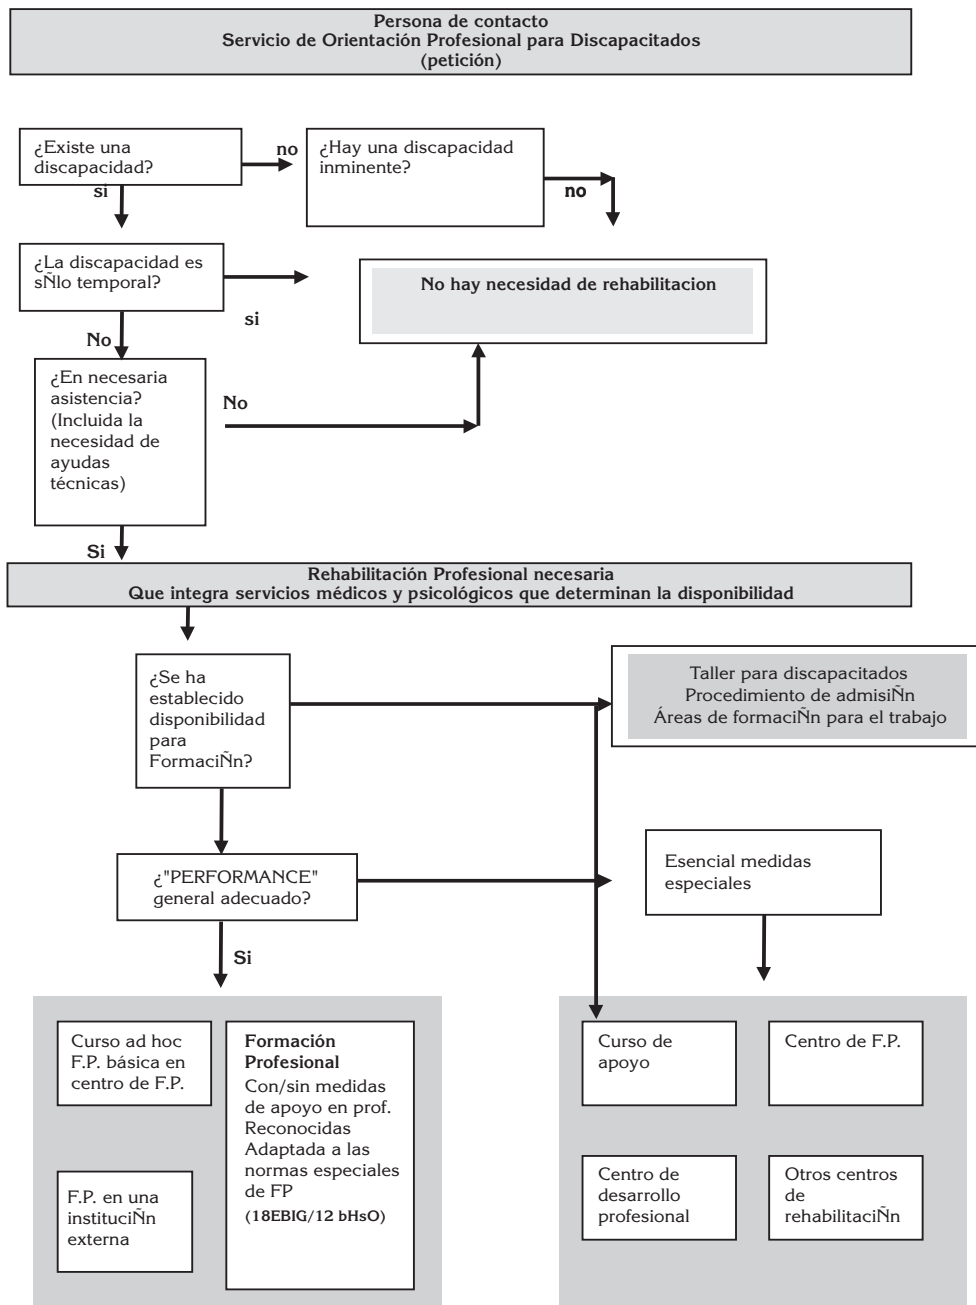 Persona de contacto
Servicio de Orientación Profesional para Discapacitados
(petición)
¿Existe una
discapacidad?
no
¿Hay una discapacidad
inminente?
no
si
¿La discapacidad es
sÑlo temporal?
si
No hay necesidad de rehabilitacion
No
¿En necesaria
asistencia?
(Incluida la
necesidad de
ayudas
técnicas)
No
Si
Rehabilitación Profesional necesaria
Que integra servicios médicos y psicológicos que determinan la disponibilidad
¿Se ha
establecido
disponibilidad
para
FormaciÑn?
Taller para discapacitados
Procedimiento de admisiÑn
Áreas de formaciÑn para el trabajo
¿"PERFORMANCE"
general adecuado?
Esencial medidas
especiales
Si
Curso ad hoc
F.P. básica en
centro de F.P.
Formación
Profesional
Con/sin medidas
de apoyo en prof.
Reconocidas
Adaptada a las
normas especiales
de FP
(18EBIG/12 bHsO)
F.P. en una
instituciÑn
externa
Curso de
apoyo
Centro de F.P.
Centro de
desarrollo
profesional
Otros centros
de
rehabilitaciÑn